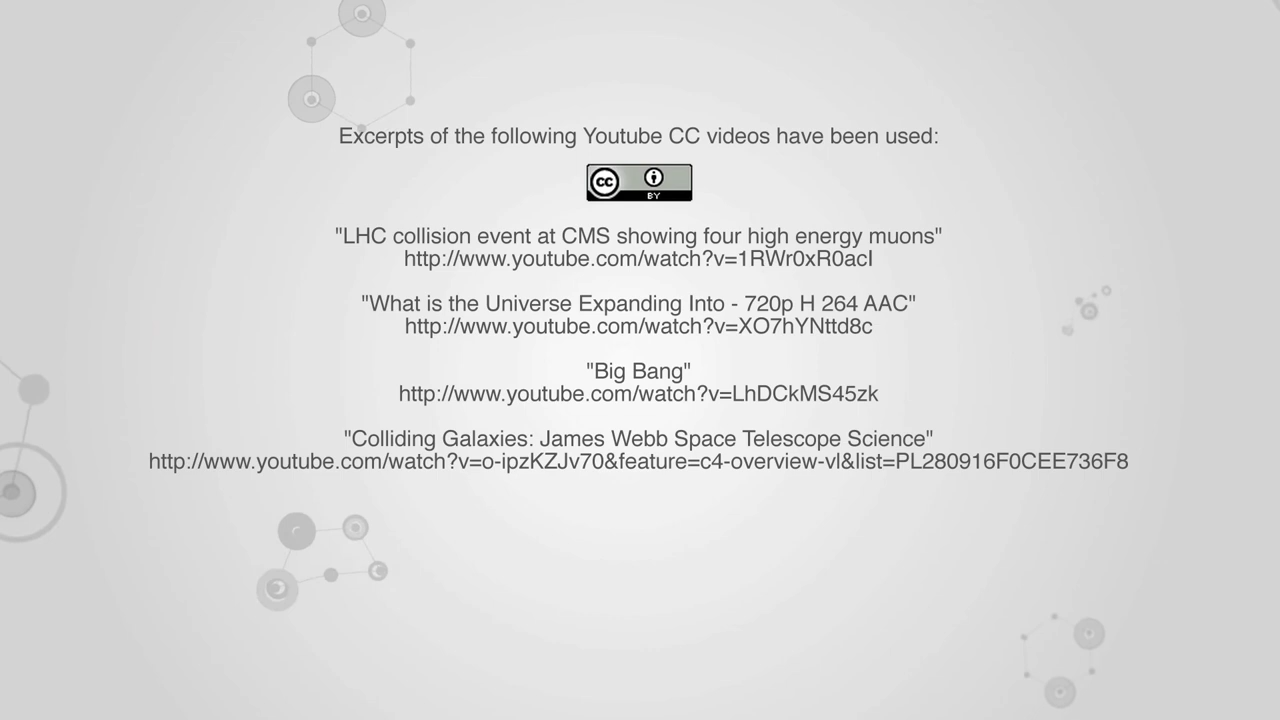 Excerpts of the following Youtube CC videos have been used:
cc
BY
"LHC collision event at CMS showing four high energy muons"
http://www.youtube.com/watch?v=1RWr0xR0acI
"What is the Universe Expanding Into - 720p H 264 AAC"
http://www.youtube.com/watch?v=XO7hYNttd8c
"Big Bang"
http://www.youtube.com/watch?v=LhDCkMS45zk
"Colliding Galaxies: James Webb Space Telescope Science"
http://www.youtube.com/watch?v=o-ipzKZJv70&feature=c4-overview-vl&list=PL280916F0CEE736F8